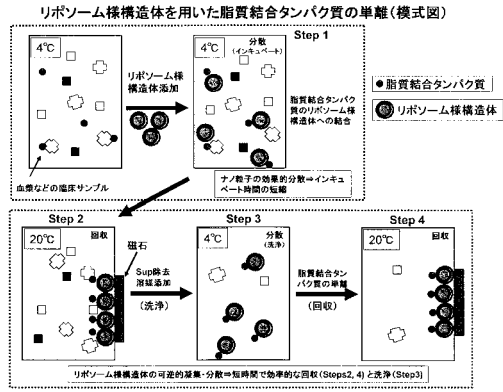 リポソーム様構造体を用いた脂質結合タンパク質の単離(模式図)
Step 1
4℃
リポソーム様
構造体添加
4℃
分散
(インキュベート)
脂質結合タンパク
質のリポソーム様
構造体への結合
●脂質結合タンパク質
リポソーム様構造体
血漿などの臨床サンプル
ナノ粒子の効果的分散⇒インキュ
ベート時間の短縮
Step 2
Step 3
Step 4
20℃
回収
磁石
Sup除去
溶媒添加
(洗浄)
4℃
分散
(洗浄)
脂質結合タン
パク質の単離
(回収)
20℃
回収
リポソーム様構造体の可逆的凝集・分散⇒短時間で効率的な回収(Steps2, 4)と洗浄(Step3)